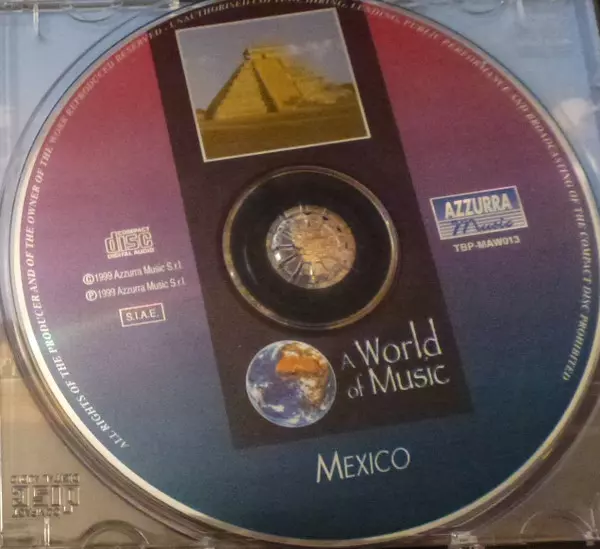 ALL RIGHTS OF THE PRODUCER AND OF THE OWNER OF THE WORK REPRODUCED RESERVED - UNAUTHORISED COPYING, HIRING, LENDING, PUBLIC PERFORMANCE AND BROADCASTING OF THE COMPACT DISC PROHIBITED.
COMPACT
disc
DIGITAL AUDIO
©1999 Azzurra Music S.r.l.
℗1999 Azzurra Music S.r.l.
S.I.A.E.
AZZURRA
Music
TBP-MAW013
A World
of Music
MEXICO